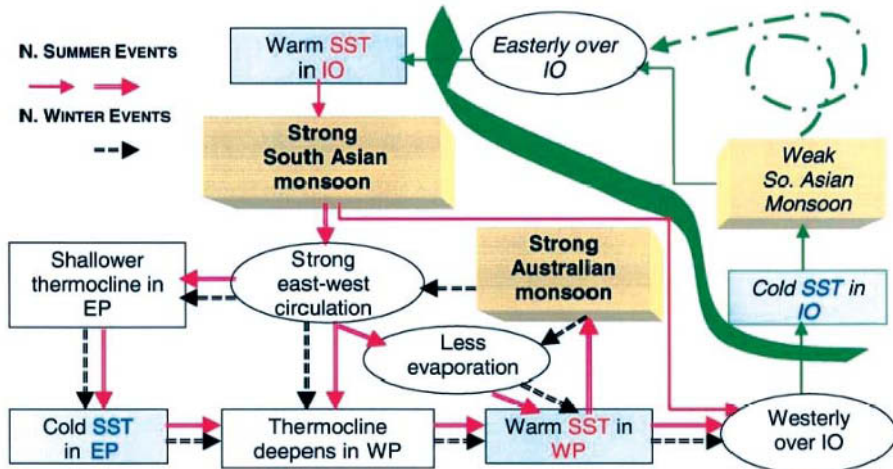 N. SUMMER EVENTS
N. WINTER EVENTS
Warm SST
in IO
Easterly over
IO
Strong
South Asian
monsoon
Weak
So. Asian
Monsoon
Shallower
thermocline in
EP
Strong
east-west
circulation
Strong
Australian
monsoon
Cold SST in
IO
Less
evaporation
Cold SST
in EP
Thermocline
deepens in WP
Warm SST in
WP
Westerly
over IO